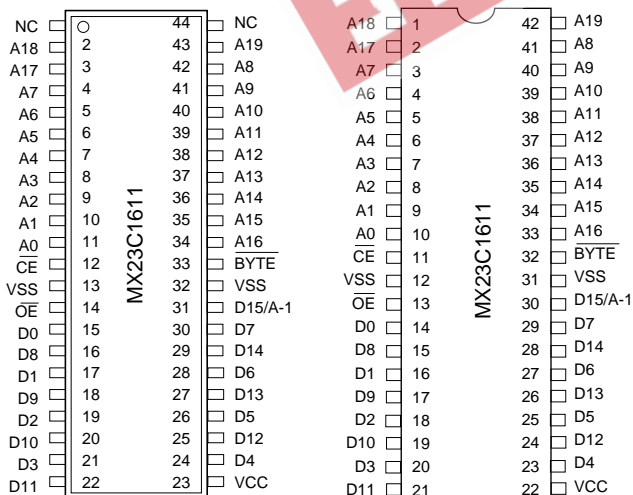 NC 44 NC
A18 2 43 A19
A17 3 42 A8
A7 4 41 A9
A6 5 40 A10
A5 6 39 A11
A4 7 38 A12
A3 8 37 A13
A2 9 36 A14
A1 10 35 A15
A0 11 34 A16
CE 12 33 BYTE
VSS 13 32 VSS
OE 14 31 D15/A-1
D0 15 30 D7
D8 16 29 D14
D1 17 28 D6
D9 18 27 D13
D2 19 26 D5
D10 20 25 D12
D3 21 24 D4
D11 22 23 VCC
MX23C1611
A18 1 42 A19
A17 2 41 A8
A7 3 40 A9
A6 4 39 A10
A5 5 38 A11
A4 6 37 A12
A3 7 36 A13
A2 8 35 A14
A1 9 34 A15
A0 10 33 A16
CE 11 32 BYTE
VSS 12 31 VSS
OE 13 30 D15/A-1
D0 14 29 D7
D8 15 28 D14
D1 16 27 D6
D9 17 26 D13
D2 18 25 D5
D10 19 24 D12
D3 20 23 D4
D11 21 22 VCC
MX23C1611